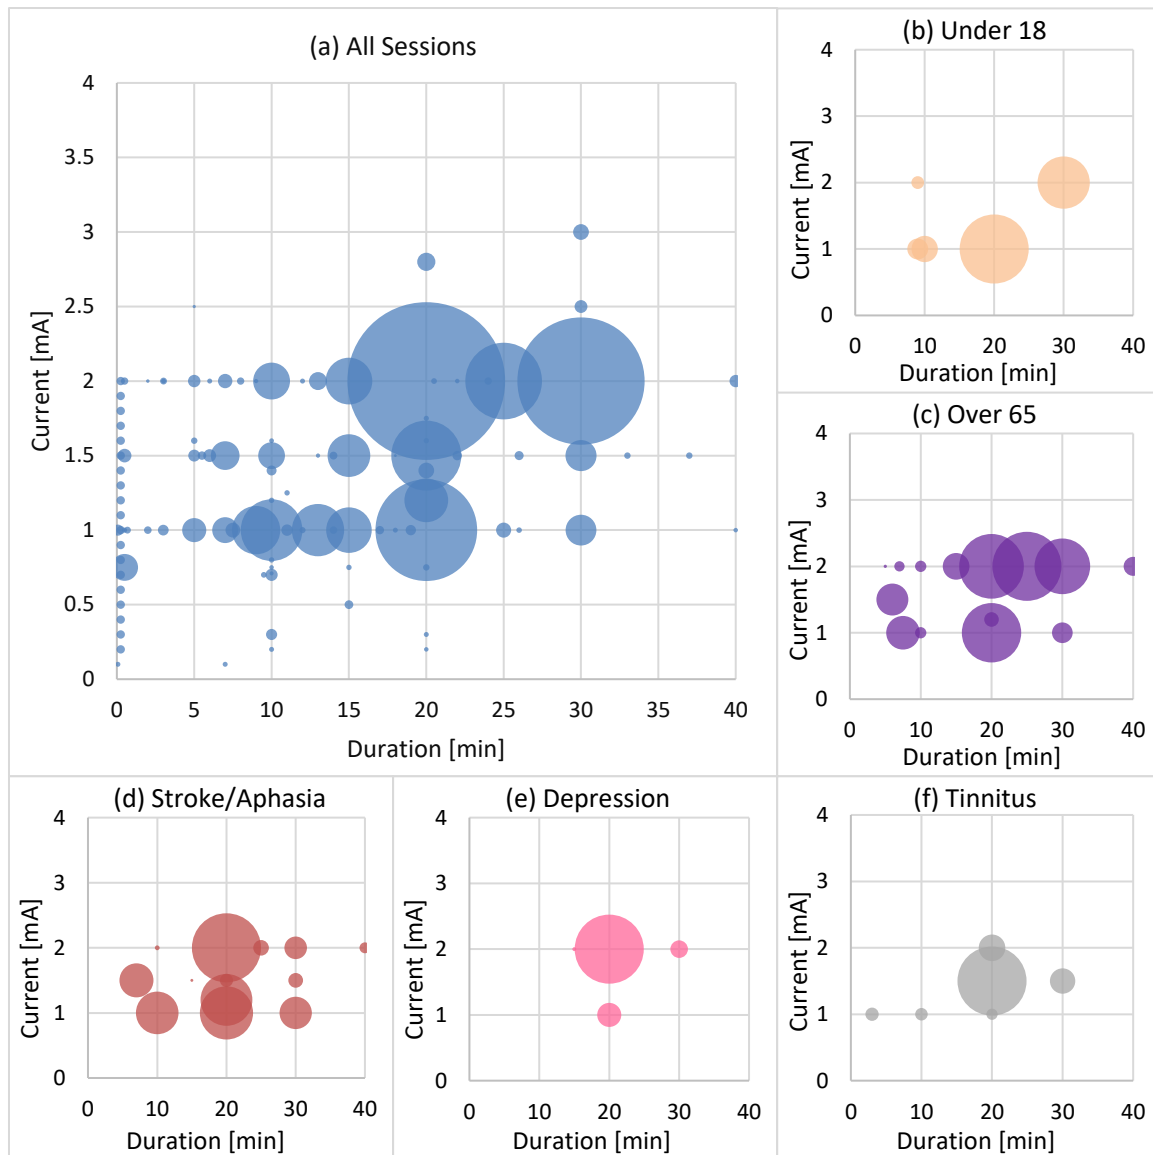 (a) All Sessions
4
3.5
3
2.5
2
1.5
1
0.5
0
Current [mA]
0 5 10 15 20 25 30 35 40
Duration [min]
(b) Under 18
4
3
2
1
0
Current [mA]
0 10 20 30 40
Duration [min]
(c) Over 65
4
3
2
1
0
Current [mA]
0 10 20 30 40
Duration [min]
(d) Stroke/Aphasia
4
3
2
1
0
Current [mA]
0 10 20 30 40
Duration [min]
(e) Depression
4
3
2
1
0
Current [mA]
0 10 20 30 40
Duration [min]
(f) Tinnitus
4
3
2
1
0
Current [mA]
0 10 20 30 40
Duration [min]